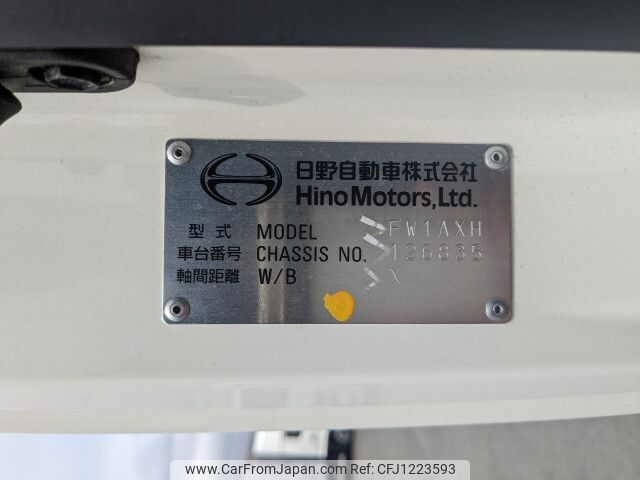 日野自動車株式会社
Hino Motors, Ltd.
型式 MODEL FW1AXH
車台番号 CHASSIS NO. 126835
軸間距離 W/B X
www.CarFromJapan.com - CFJ1223593